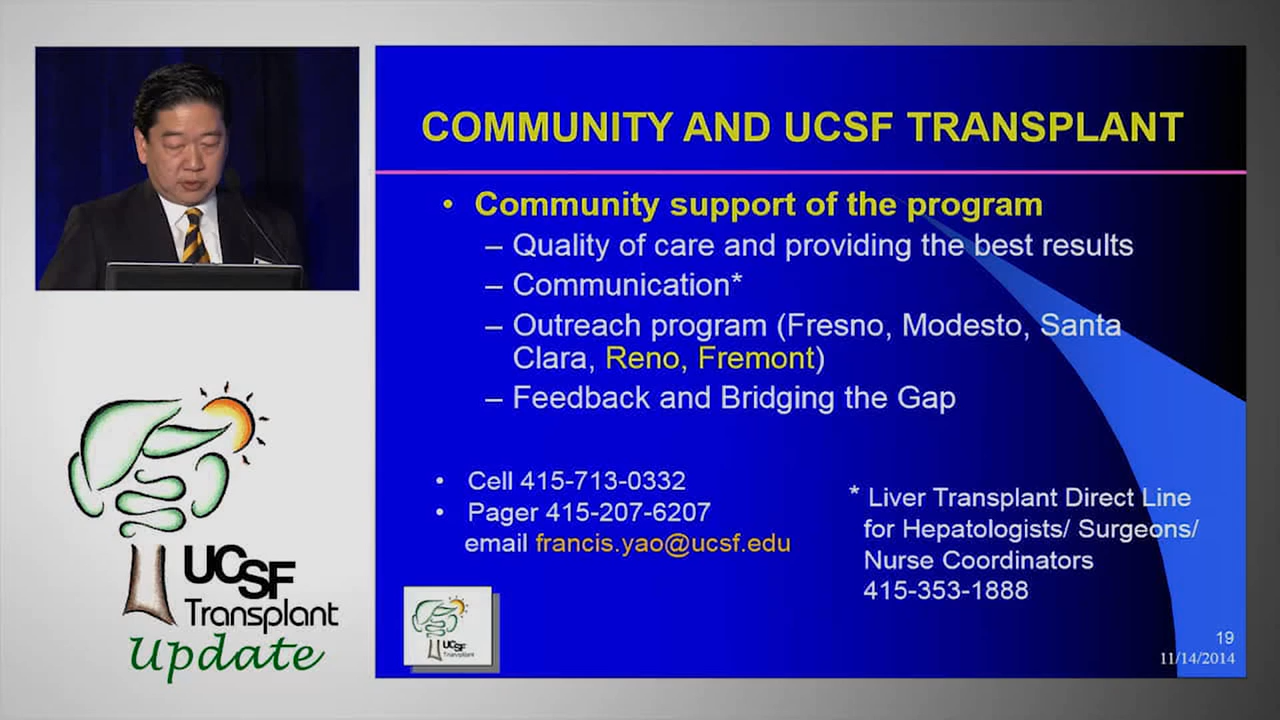 COMMUNITY AND UCSF TRANSPLANT
• Community support of the program
– Quality of care and providing the best results
– Communication*
– Outreach program (Fresno, Modesto, Santa
Clara, Reno, Fremont)
– Feedback and Bridging the Gap
• Cell 415-713-0332
• Pager 415-207-6207
email francis.yao@ucsf.edu
* Liver Transplant Direct Line
for Hepatologists/ Surgeons/
Nurse Coordinators
415-353-1888
UCSF
Transplant
19
11/14/2014
UCSF
Transplant
Update